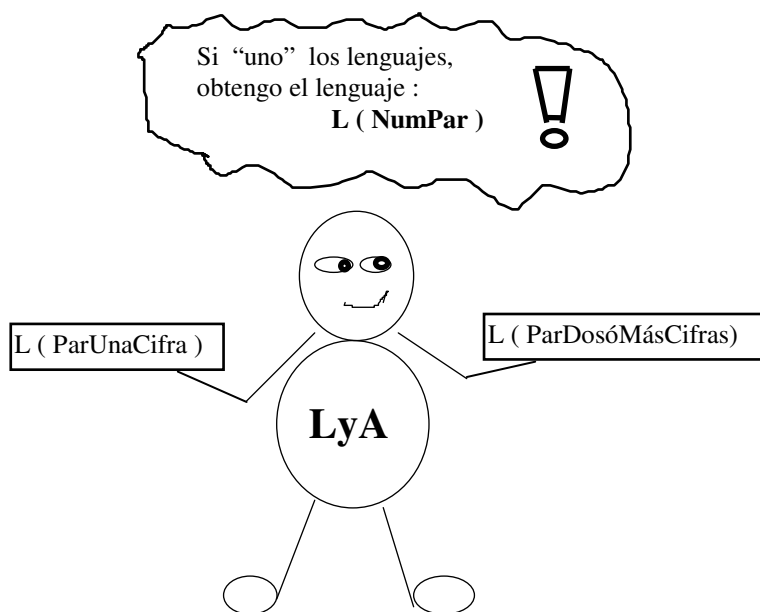 Si “uno” los lenguajes,
obtengo el lenguaje :
L ( NumPar )
L ( ParUnaCifra )
L ( ParDosóMásCifras)
LyA